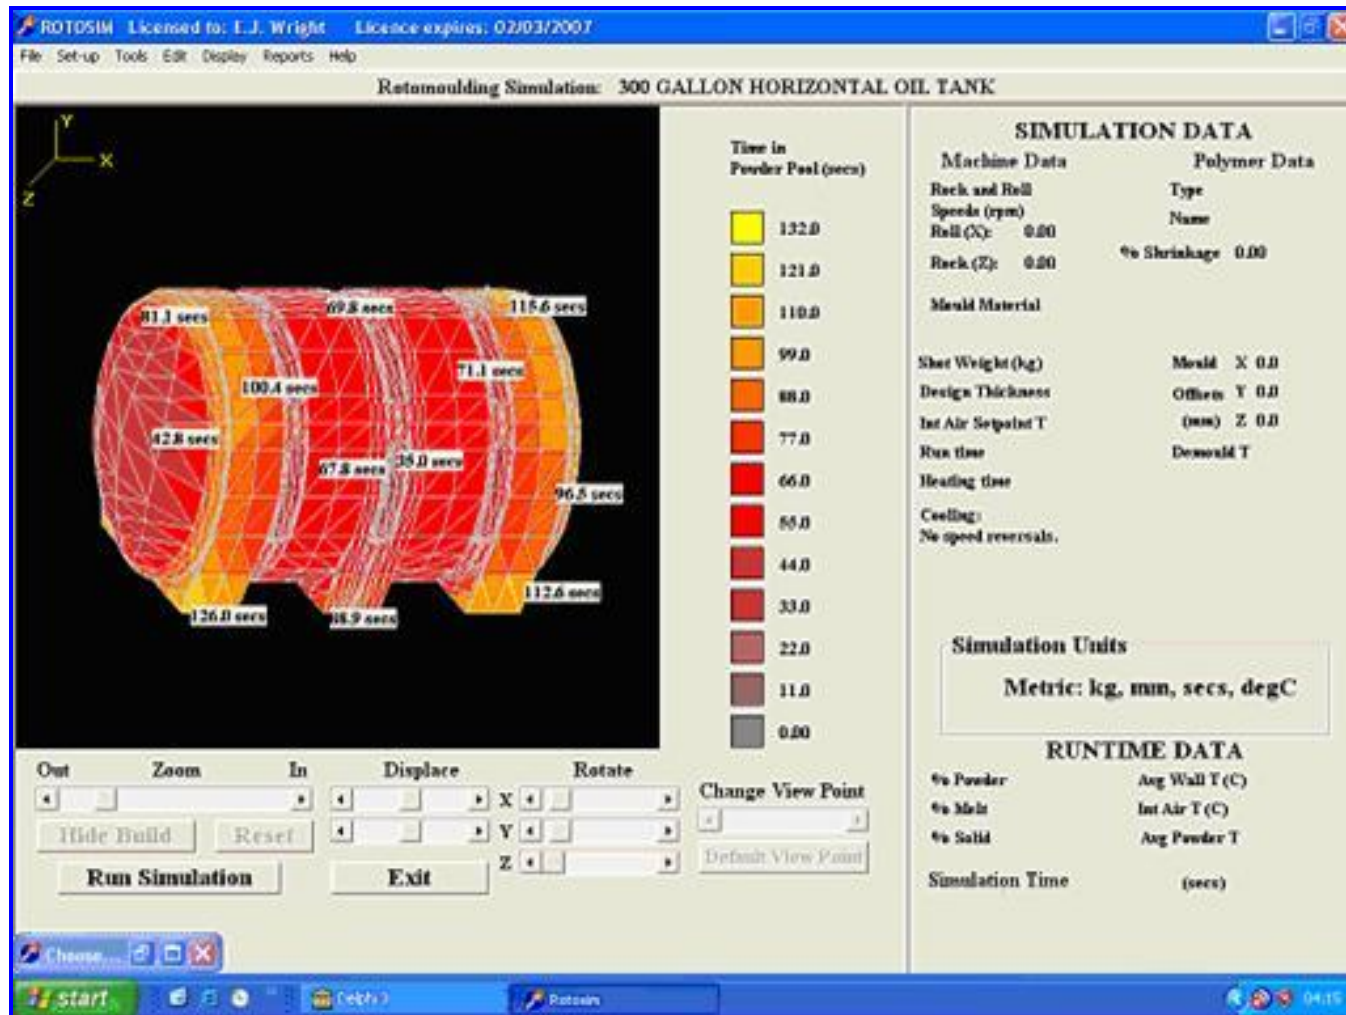 ROTOSIM Licensed to: E.J. Wright Licence expires: 02/03/2007
File Set-up Tools Edit Display Reports Help
Rotomoulding Simulation: 300 GALLON HORIZONTAL OIL TANK
Y
X
Z
81.1 secs
69.8 secs
115.6 secs
100.4 secs
71.1 secs
42.8 secs
67.8 secs
35.0 secs
96.5 secs
126.0 secs
88.9 secs
112.6 secs
Time in
Powder Pool (secs)
132.0
121.0
110.0
99.0
88.0
77.0
66.0
55.0
44.0
33.0
22.0
11.0
0.00
SIMULATION DATA
Machine Data Polymer Data
Rock and Roll Type
Speeds (rpm) Name
Roll (X): 0.00
% Shrinkage 0.00
Rock (Z): 0.00
Mould Material
Shot Weight (kg) Mould X 0.0
Design Thickness Offsets Y 0.0
Int Air Setpoint T (mm) Z 0.0
Run time Demould T
Heating time
Cooling:
No speed reversals.
Simulation Units
Metric: kg, mm, secs, degC
RUNTIME DATA
% Powder Avg Wall T (C)
% Melt Int Air T (C)
% Solid Avg Powder T
Simulation Time (secs)
Out Zoom In Displace Rotate
X
Y
Z
Change View Point
Hide Build Reset
Default View Point
Run Simulation Exit
Choose...
start Delphi 3 Rotosim 04:15